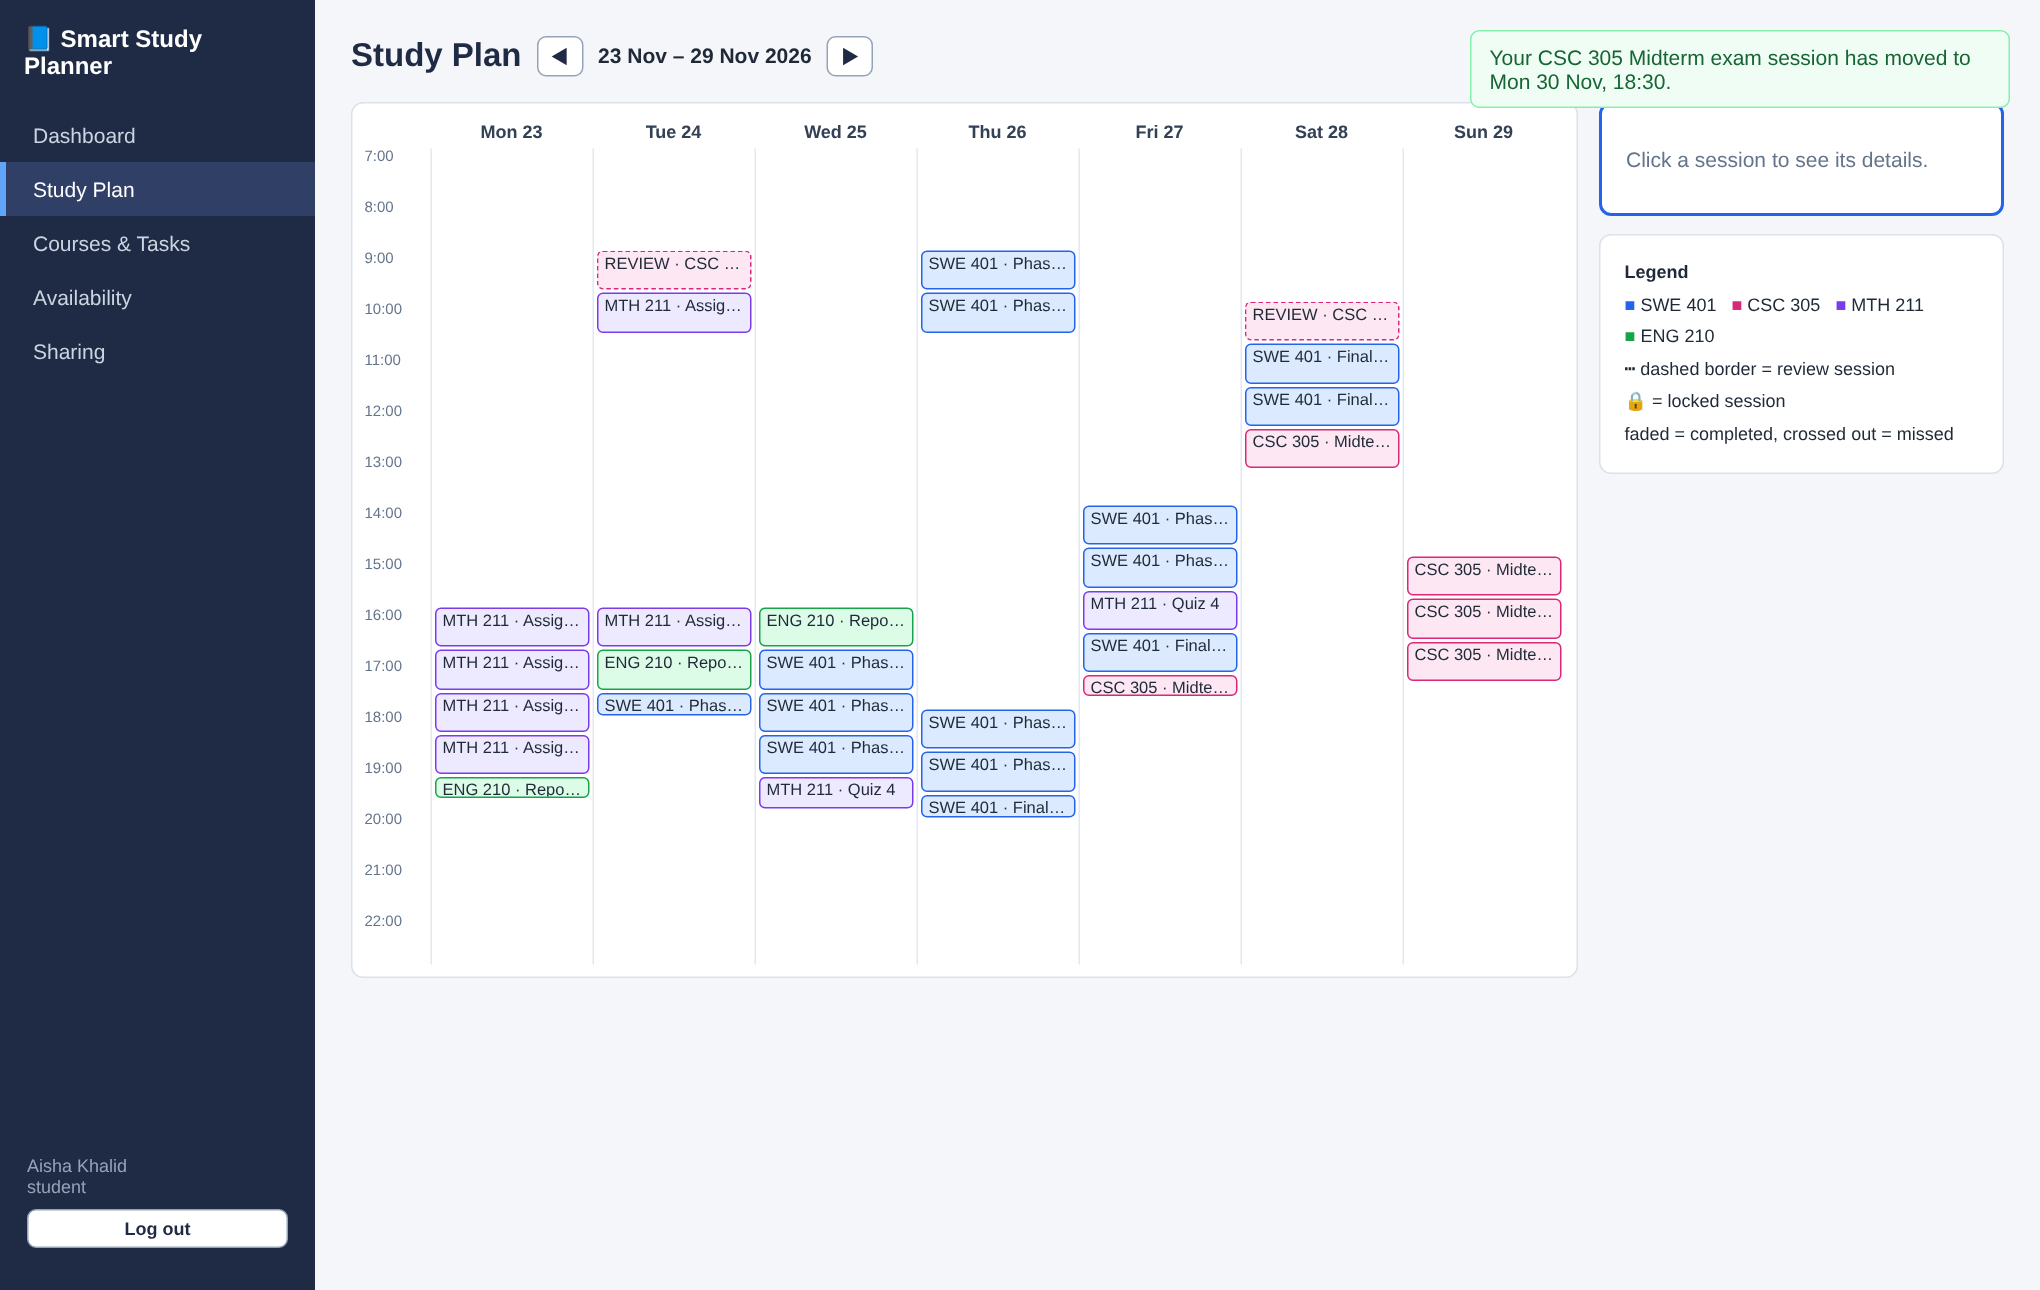 📘 Smart Study
Planner
Dashboard
Study Plan
Courses & Tasks
Availability
Sharing
Aisha Khalid
student
Log out
Study Plan ◀ 23 Nov – 29 Nov 2026 ▶
Your CSC 305 Midterm exam session has moved to
Mon 30 Nov, 18:30.
Mon 23 Tue 24 Wed 25 Thu 26 Fri 27 Sat 28 Sun 29
7:00
8:00
9:00
10:00
11:00
12:00
13:00
14:00
15:00
16:00
17:00
18:00
19:00
20:00
21:00
22:00
MTH 211 · Assig…
MTH 211 · Assig…
MTH 211 · Assig…
MTH 211 · Assig…
ENG 210 · Repo…
REVIEW · CSC …
MTH 211 · Assig…
MTH 211 · Assig…
ENG 210 · Repo…
SWE 401 · Phas…
ENG 210 · Repo…
SWE 401 · Phas…
SWE 401 · Phas…
SWE 401 · Phas…
MTH 211 · Quiz 4
SWE 401 · Phas…
SWE 401 · Phas…
SWE 401 · Phas…
SWE 401 · Phas…
SWE 401 · Final…
SWE 401 · Phas…
SWE 401 · Phas…
MTH 211 · Quiz 4
SWE 401 · Final…
CSC 305 · Midte…
REVIEW · CSC …
SWE 401 · Final…
SWE 401 · Final…
CSC 305 · Midte…
CSC 305 · Midte…
CSC 305 · Midte…
CSC 305 · Midte…
Click a session to see its details.
Legend
■ SWE 401 ■ CSC 305 ■ MTH 211
■ ENG 210
┅ dashed border = review session
🔒 = locked session
faded = completed, crossed out = missed